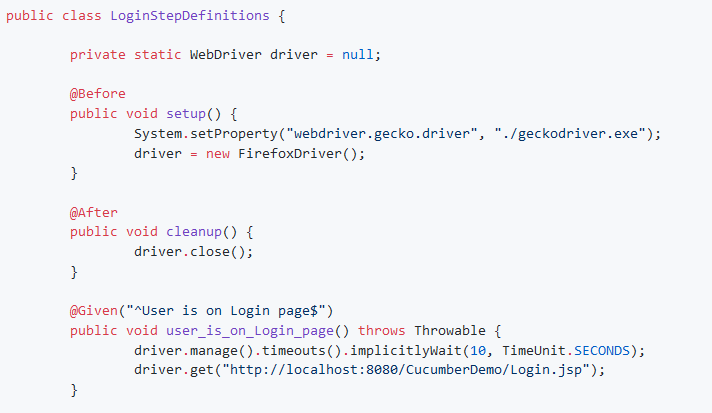 public class LoginStepDefinitions {
private static WebDriver driver = null;
@Before
public void setup() {
System.setProperty("webdriver.gecko.driver", "./geckodriver.exe");
driver = new FirefoxDriver();
}
@After
public void cleanup() {
driver.close();
}
@Given("^User is on Login page$")
public void user_is_on_Login_page() throws Throwable {
driver.manage().timeouts().implicitlyWait(10, TimeUnit.SECONDS);
driver.get("http://localhost:8080/CucumberDemo/Login.jsp");
}